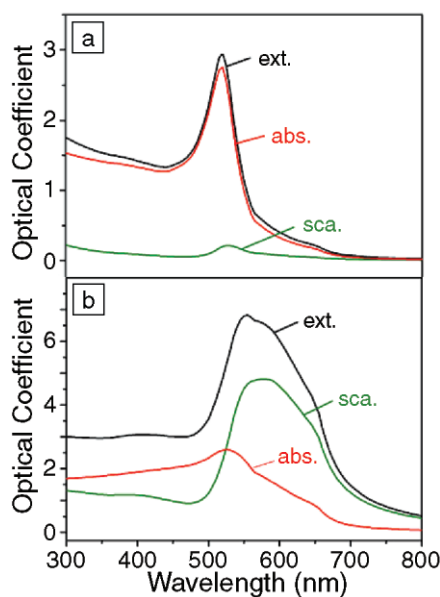 a
ext.
abs.
sca.
3
2
1
0
Optical Coefficient
b
ext.
sca.
abs.
6
4
2
0
Optical Coefficient
300 400 500 600 700 800
Wavelength (nm)